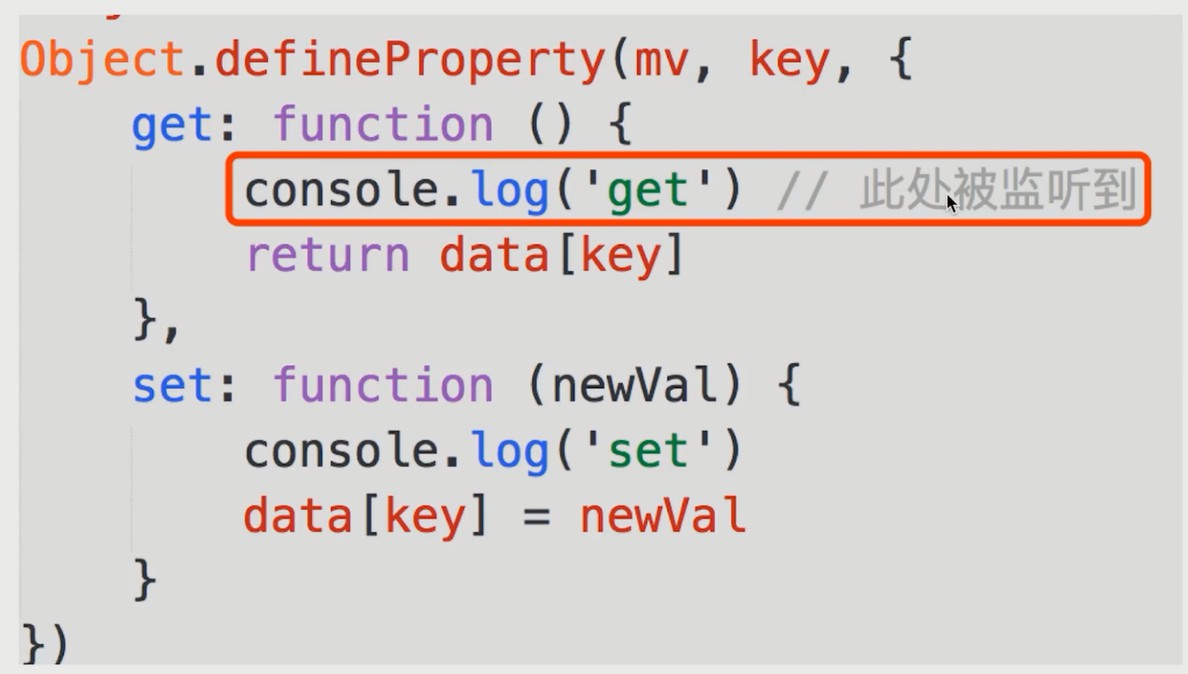 Object.defineProperty(mv, key, {
    get: function () {
        console.log('get') // 此处被监听到
        return data[key]
    },
    set: function (newVal) {
        console.log('set')
        data[key] = newVal
    }
})